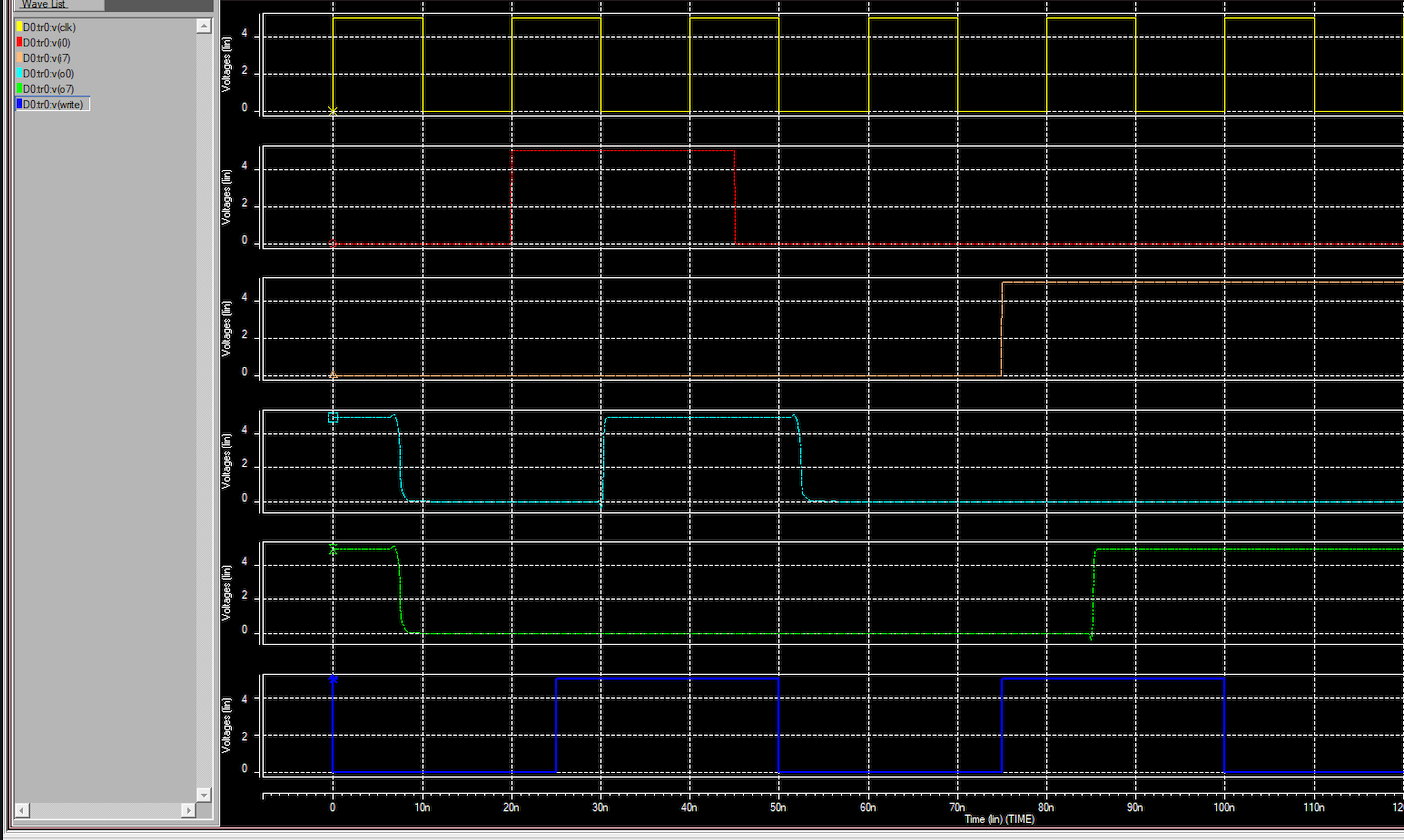 Wave List
D0:tr0:v(clk)
D0:tr0:v(i0)
D0:tr0:v(i7)
D0:tr0:v(o0)
D0:tr0:v(o7)
D0:tr0:v(write)
Voltages (lin)
4
2
0
Voltages (lin)
4
2
0
Voltages (lin)
4
2
0
Voltages (lin)
4
2
0
Voltages (lin)
4
2
0
Voltages (lin)
4
2
0
0 10n 20n 30n 40n 50n 60n 70n 80n 90n 100n 110n
Time (lin) (TIME)